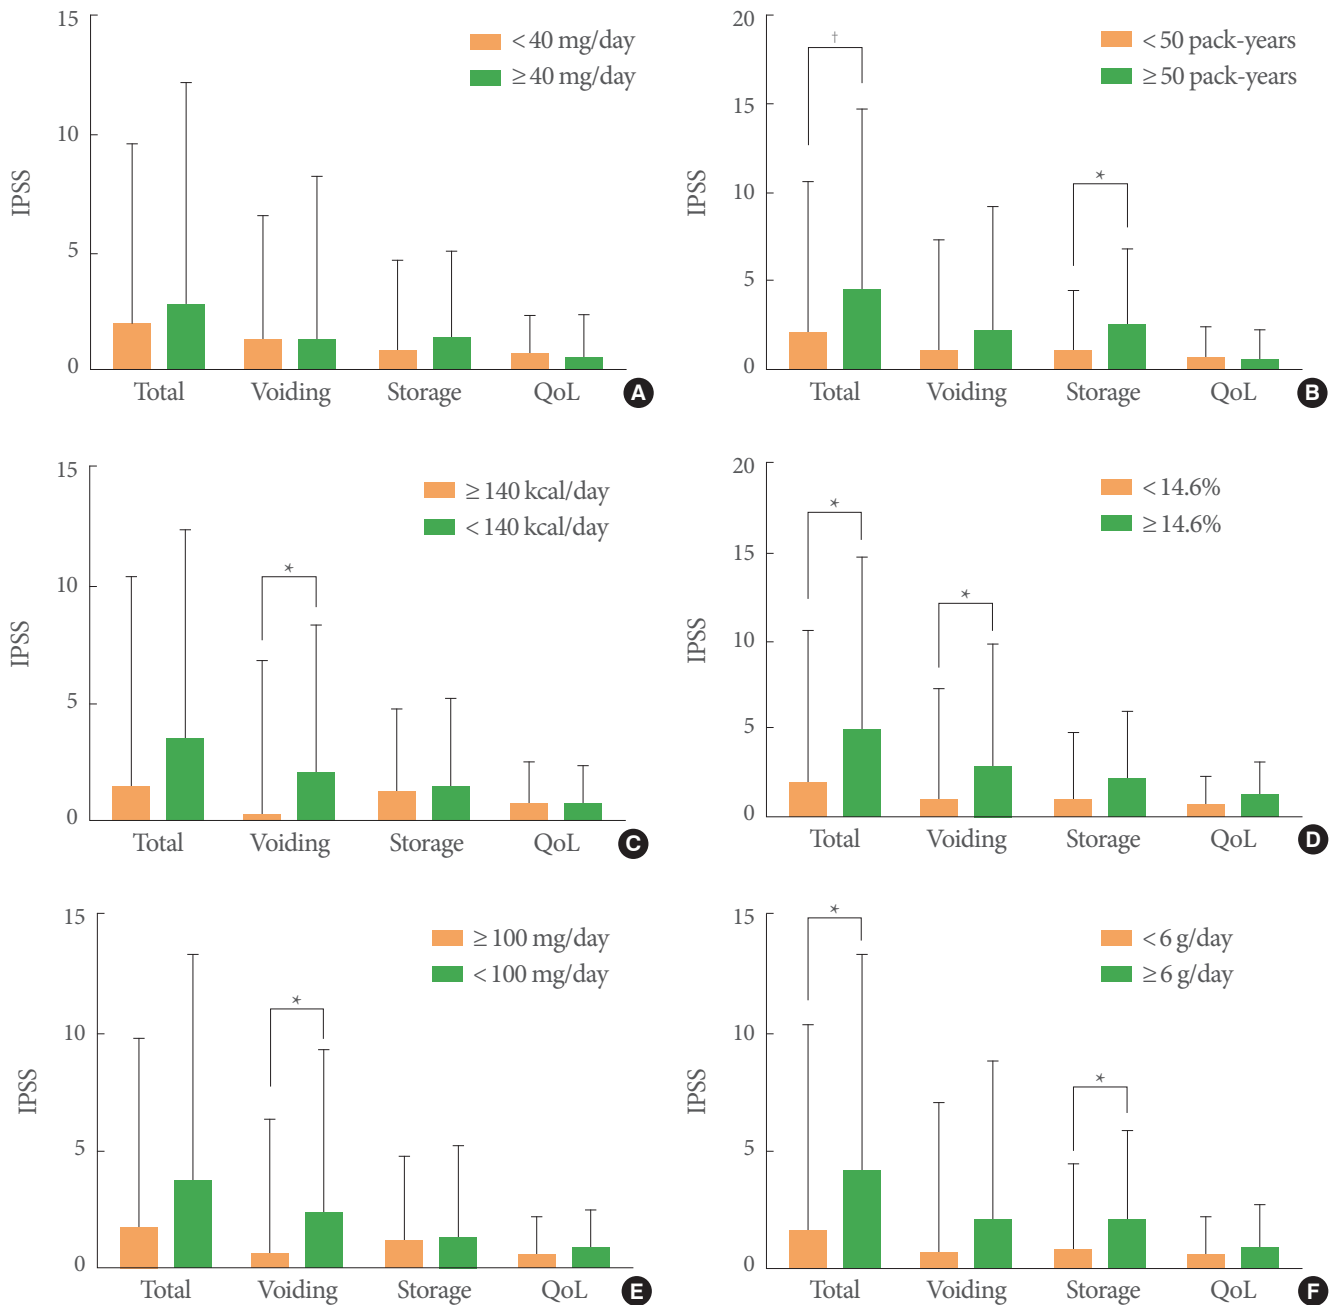 15
10
5
0
IPSS
< 40 mg/day
≥ 40 mg/day
Total Voiding Storage QoL
A
20
15
10
5
0
IPSS
< 50 pack-years
≥ 50 pack-years
†
*
Total Voiding Storage QoL
B
15
10
5
0
IPSS
≥ 140 kcal/day
< 140 kcal/day
*
Total Voiding Storage QoL
C
20
15
10
5
0
IPSS
< 14.6%
≥ 14.6%
*
*
Total Voiding Storage QoL
D
15
10
5
0
IPSS
≥ 100 mg/day
< 100 mg/day
*
Total Voiding Storage QoL
E
15
10
5
0
IPSS
< 6 g/day
≥ 6 g/day
*
*
Total Voiding Storage QoL
F